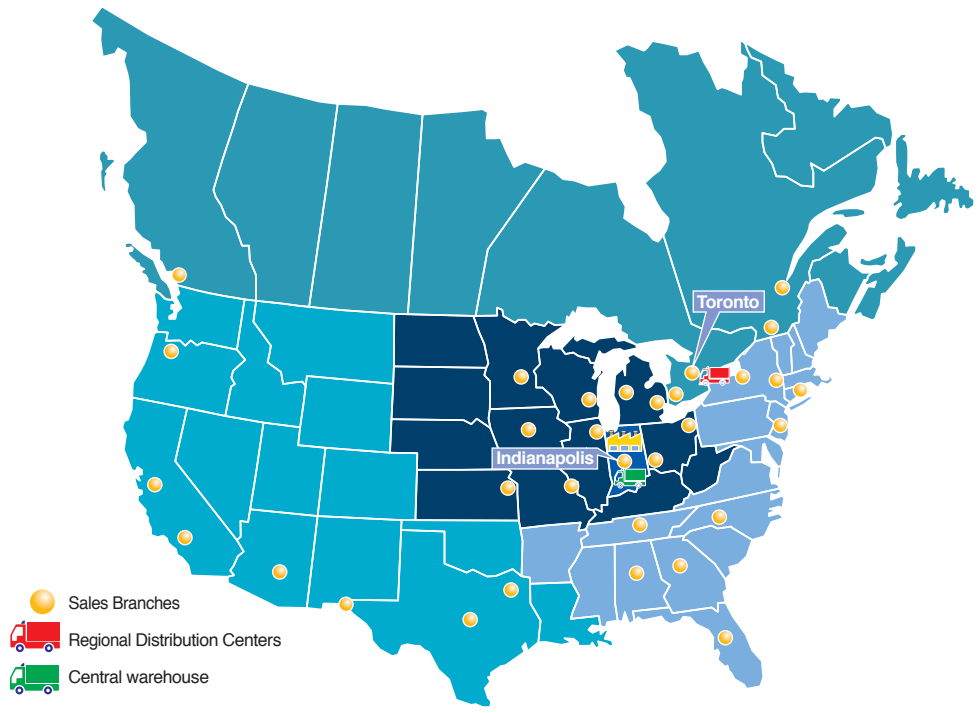 Toronto
Indianapolis
Sales Branches
Regional Distribution Centers
Central warehouse